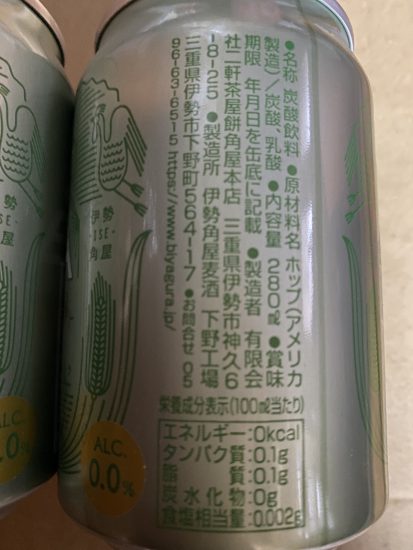 ●名称 炭酸飲料 ●原材料名 ホップ(アメリカ
製造)/炭酸、乳酸 ●内容量 280㎖ ●賞味
期限 年月日を缶底に記載 ●製造者 有限会
社二軒茶屋餅角屋本店 三重県伊勢市神久6
-8-25 ●製造所 伊勢角屋麦酒 下野工場
三重県伊勢市下野町564-17 ●お問合せ 05
96-63-6515 https://www.biyagura.jp/
栄養成分表示(100㎖当たり)
エネルギー:0kcal
タンパク質:0.1g
脂質:0.1g
炭水化物:0g
食塩相当量:0.002g
伊勢
-ISE-
角屋
ALC.
0.0%
勢
SE-
屋
.0%